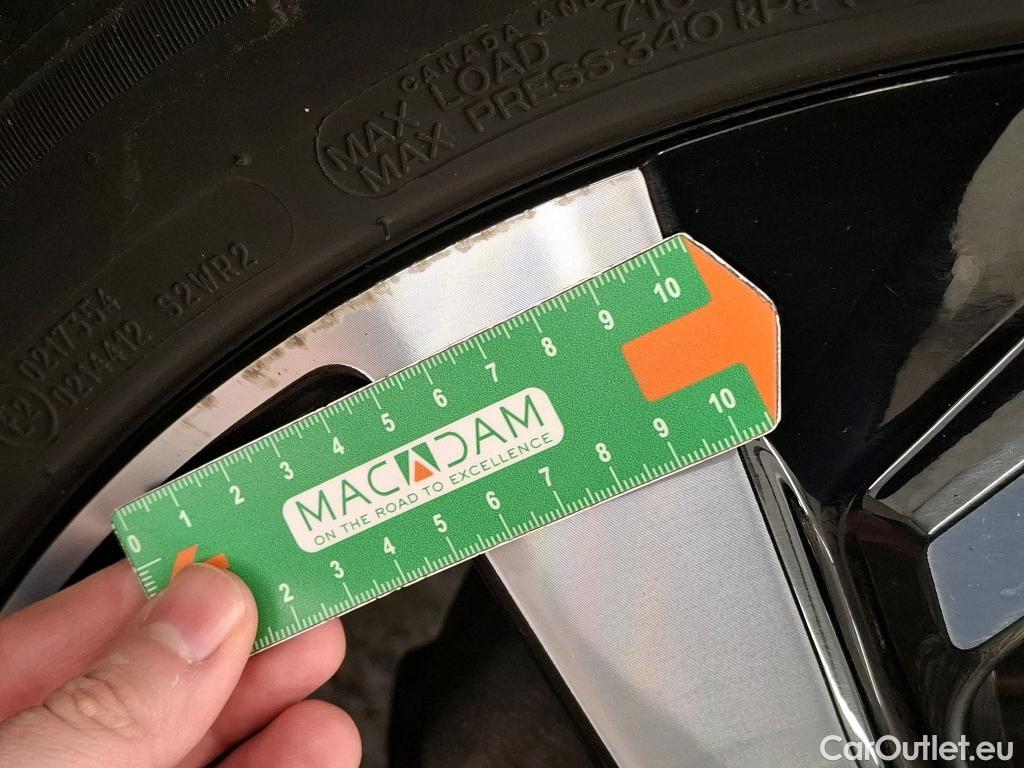 CANADA AND
MAX LOAD 710
MAX PRESS 340 kPa
0217354
0214412 S2WR2
E2
0 1 2 3 4 5 6 7 8 9 10
MACADAM
ON THE ROAD TO EXCELLENCE
2 3 4 5 6 7 8 9 10
CarOutlet.eu